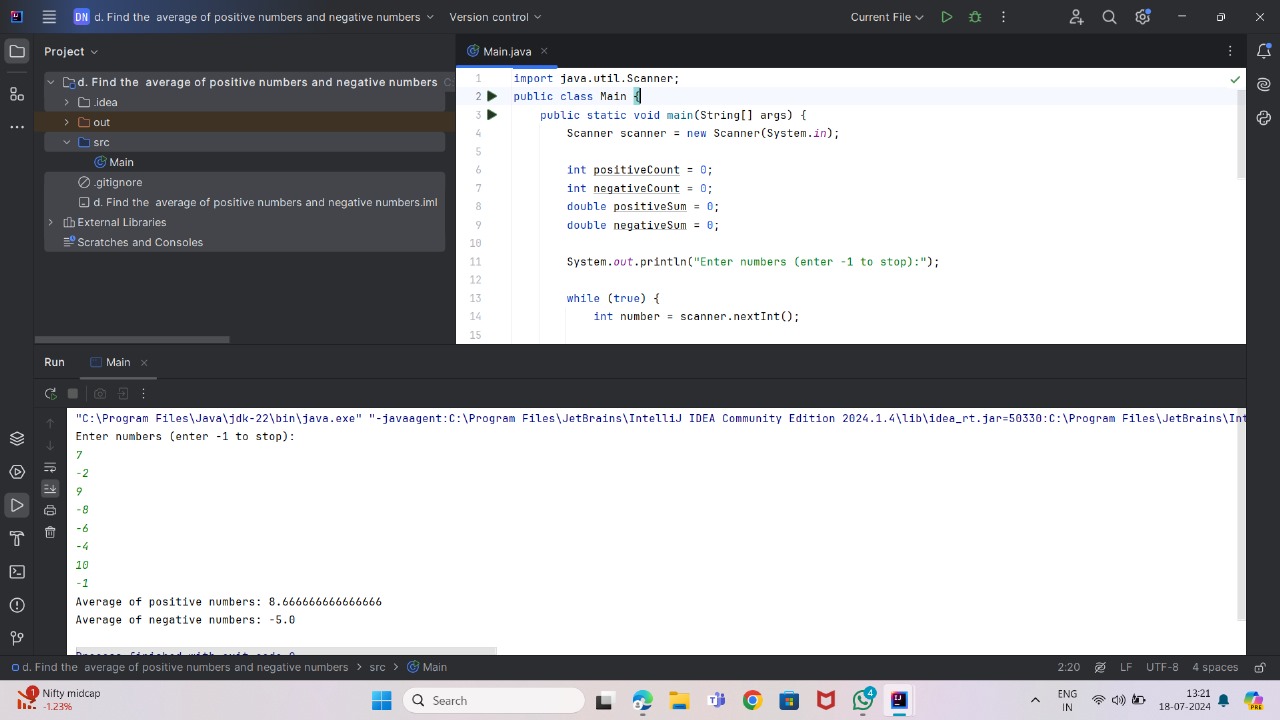 DN d. Find the average of positive numbers and negative numbers Version control Current File
Project
Main.java
d. Find the average of positive numbers and negative numbers
.idea
out
src
Main
.gitignore
d. Find the average of positive numbers and negative numbers.iml
External Libraries
Scratches and Consoles
1 import java.util.Scanner;
2 public class Main {
3 public static void main(String[] args) {
4 Scanner scanner = new Scanner(System.in);
5
6 int positiveCount = 0;
7 int negativeCount = 0;
8 double positiveSum = 0;
9 double negativeSum = 0;
10
11 System.out.println("Enter numbers (enter -1 to stop):");
12
13 while (true) {
14 int number = scanner.nextInt();
15
Run Main
"C:\Program Files\Java\jdk-22\bin\java.exe" "-javaagent:C:\Program Files\JetBrains\IntelliJ IDEA Community Edition 2024.1.4\lib\idea_rt.jar=50330:C:\Program Files\JetBrains\Int
Enter numbers (enter -1 to stop):
7
-2
9
-8
-6
-4
10
-1
Average of positive numbers: 8.666666666666666
Average of negative numbers: -5.0
Process finished with exit code 0
d. Find the average of positive numbers and negative numbers > src > Main 2:20 LF UTF-8 4 spaces
1 Nifty midcap
-1.23%
Search
4
ENG
IN
13:21
18-07-2024
PRE